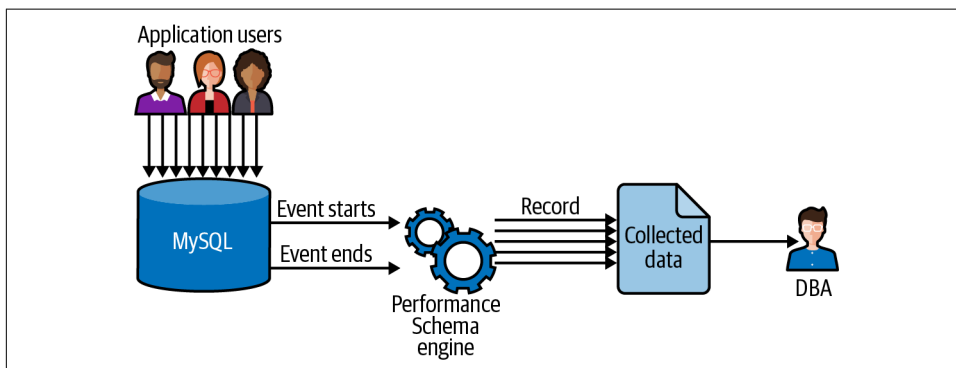 Application users
MySQL
Event starts
Event ends
Performance
Schema
engine
Record
Collected
data
DBA